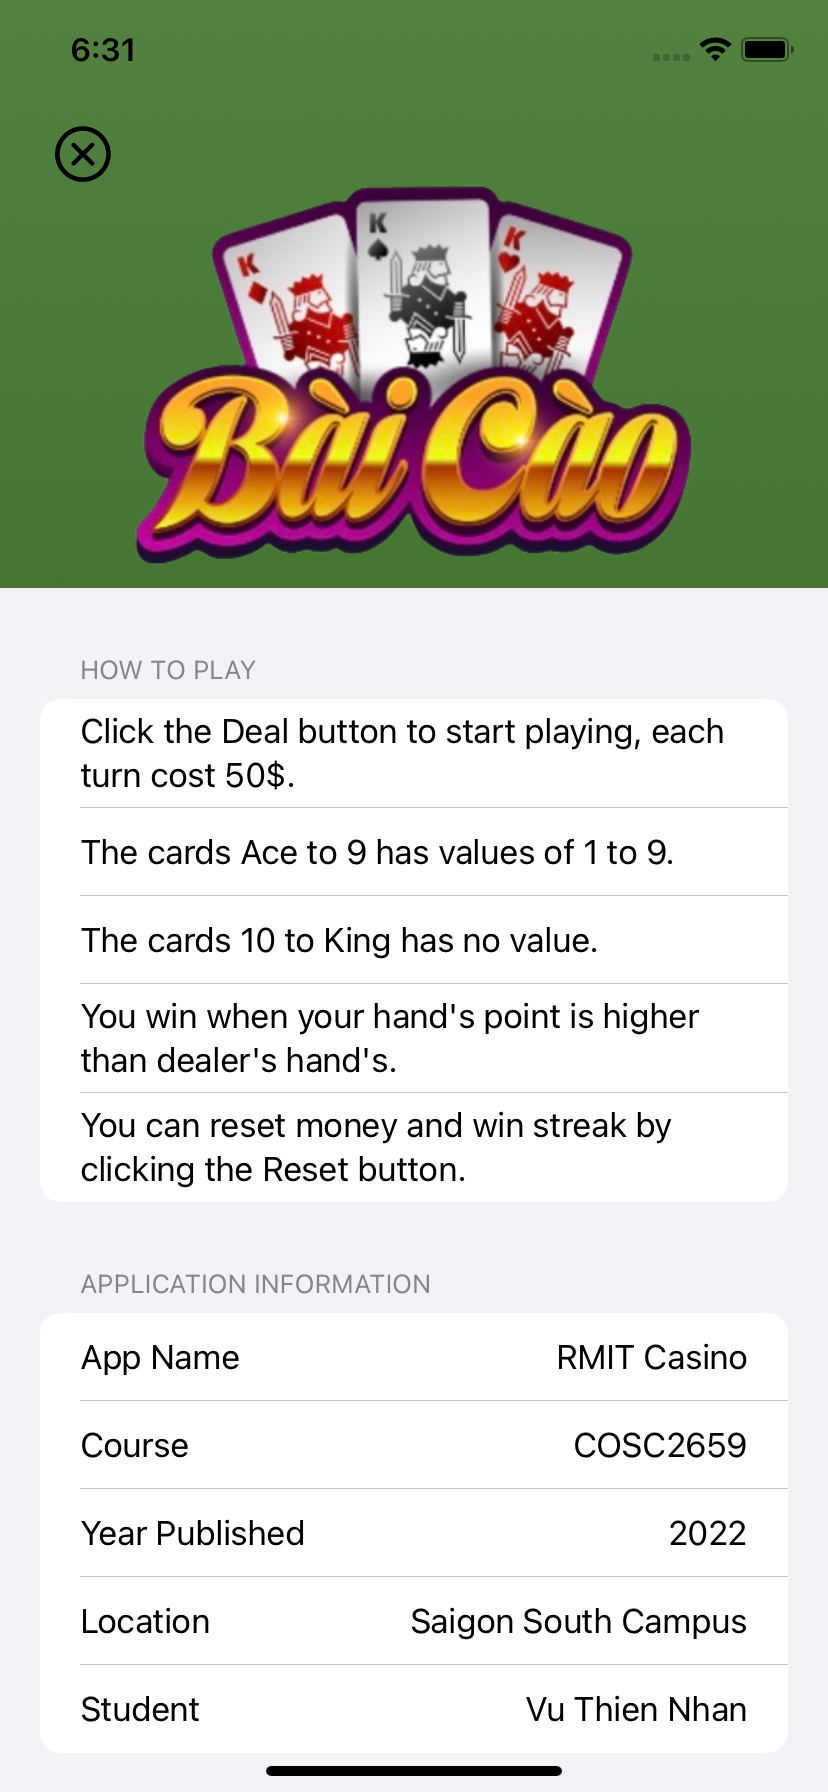 6:31
K
K
K
Bài Cào
HOW TO PLAY
Click the Deal button to start playing, each
turn cost 50$.
The cards Ace to 9 has values of 1 to 9.
The cards 10 to King has no value.
You win when your hand's point is higher
than dealer's hand's.
You can reset money and win streak by
clicking the Reset button.
APPLICATION INFORMATION
App Name RMIT Casino
Course COSC2659
Year Published 2022
Location Saigon South Campus
Student Vu Thien Nhan